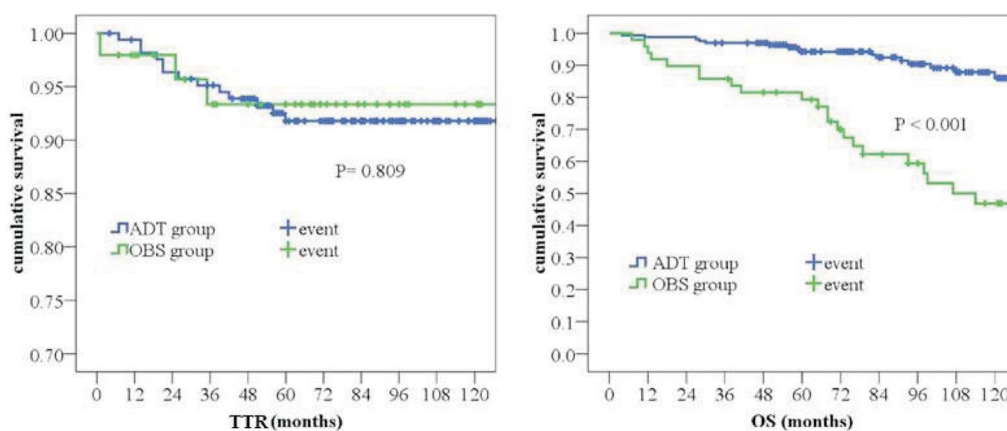 cumulative survival
1.00
0.95
0.90
0.85
0.80
0.75
0.70
P= 0.809
ADT group event
OBS group event
0 12 24 36 48 60 72 84 96 108 120
TTR (months)
cumulative survival
1.0
0.9
0.8
0.7
0.6
0.5
0.4
0.3
0.2
0.1
0.0
P < 0.001
ADT group event
OBS group event
0 12 24 36 48 60 72 84 96 108 120
OS (months)